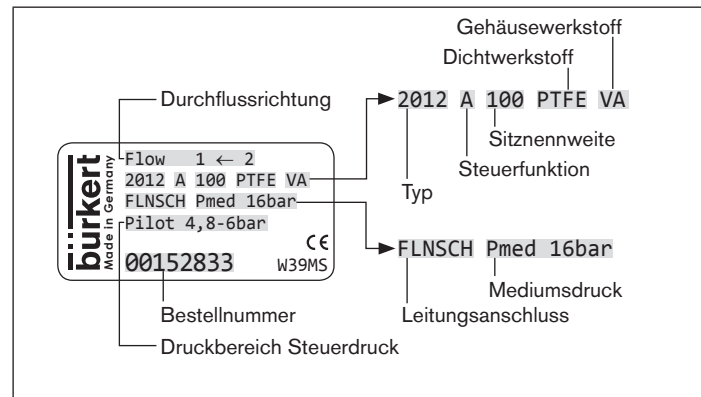 Gehäusewerkstoff
Dichtwerkstoff
Durchflussrichtung
2012 A 100 PTFE VA
Sitznennweite
Steuerfunktion
Typ
bürkert
Made in Germany
Flow 1 ← 2
2012 A 100 PTFE VA
FLNSCH Pmed 16bar
Pilot 4,8-6bar
CE
00152833 W39MS
FLNSCH Pmed 16bar
Mediumsdruck
Leitungsanschluss
Bestellnummer
Druckbereich Steuerdruck